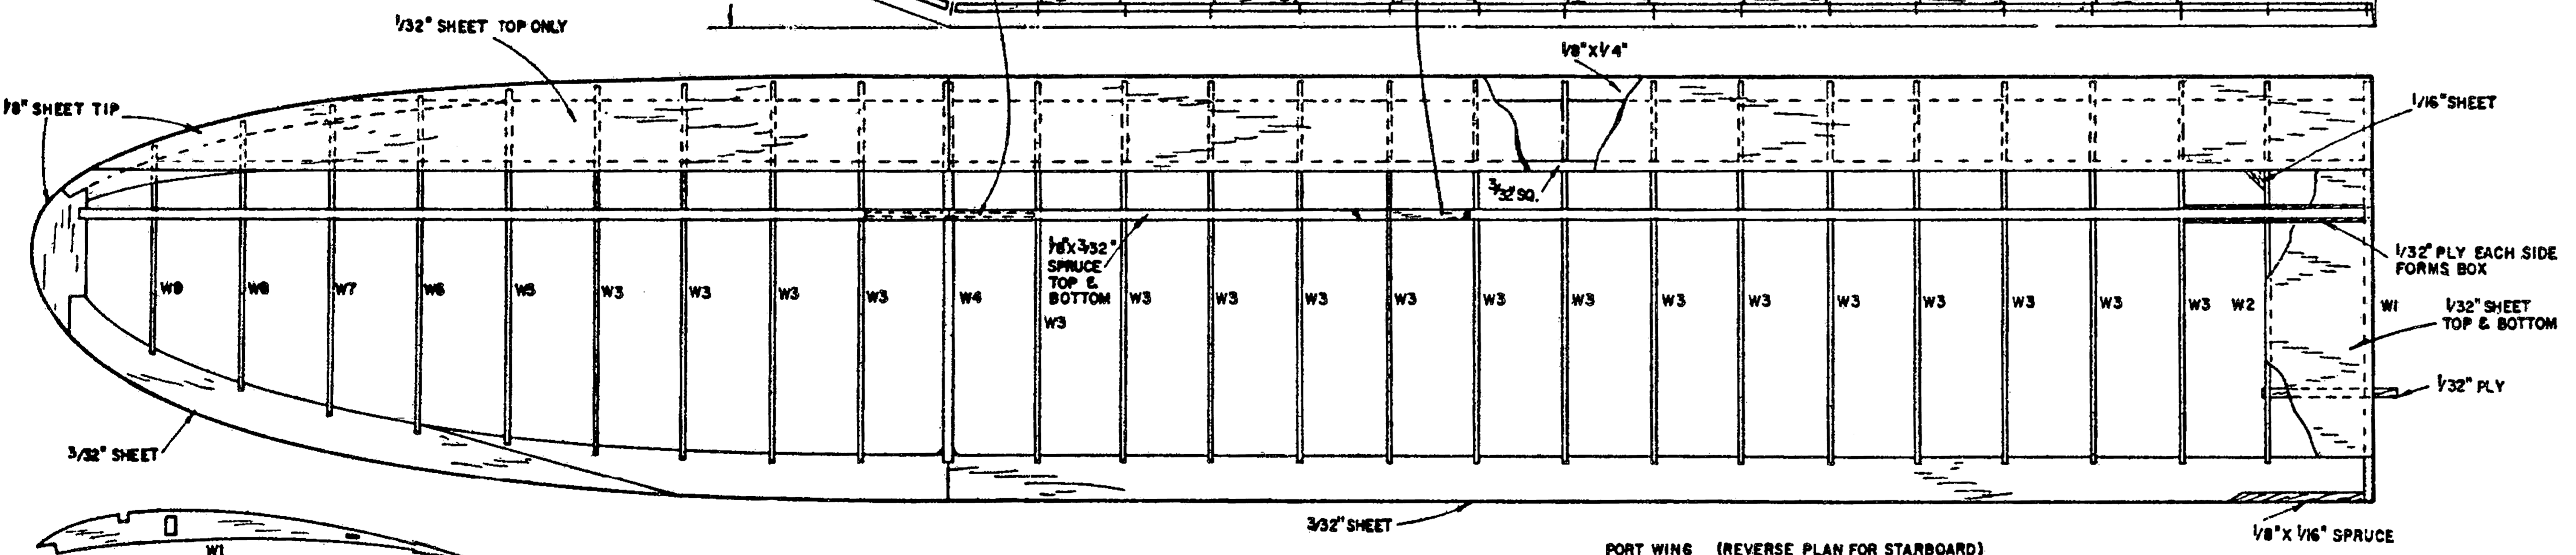 1/32" SHEET TOP ONLY
1/8" X 1/4"
1/8" SHEET TIP
1/16" SHEET
3/32" SQ.
1/8" X 3/32"
SPRUCE
TOP &
BOTTOM
1/32" PLY EACH SIDE
FORMS BOX
W9 W8 W7 W6 W5 W3 W3 W3 W3 W4 W3 W3 W3 W3 W3 W3 W3 W3 W3 W3 W3 W3 W3 W3 W2 W1
1/32" SHEET
TOP & BOTTOM
1/32" PLY
3/32" SHEET
3/32" SHEET
1/8" X 1/16" SPRUCE
W1
PORT WING (REVERSE PLAN FOR STARBOARD)